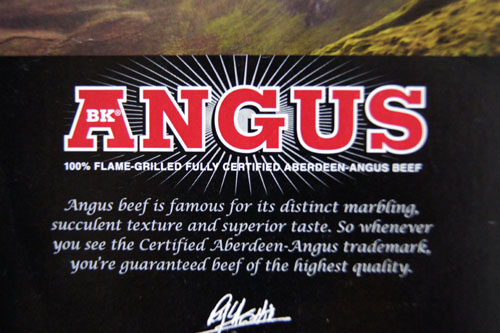 BK® ANGUS
100% FLAME-GRILLED FULLY CERTIFIED ABERDEEN-ANGUS BEEF
Angus beef is famous for its distinct marbling,
succulent texture and superior taste. So whenever
you see the Certified Aberdeen-Angus trademark,
you're guaranteed beef of the highest quality.